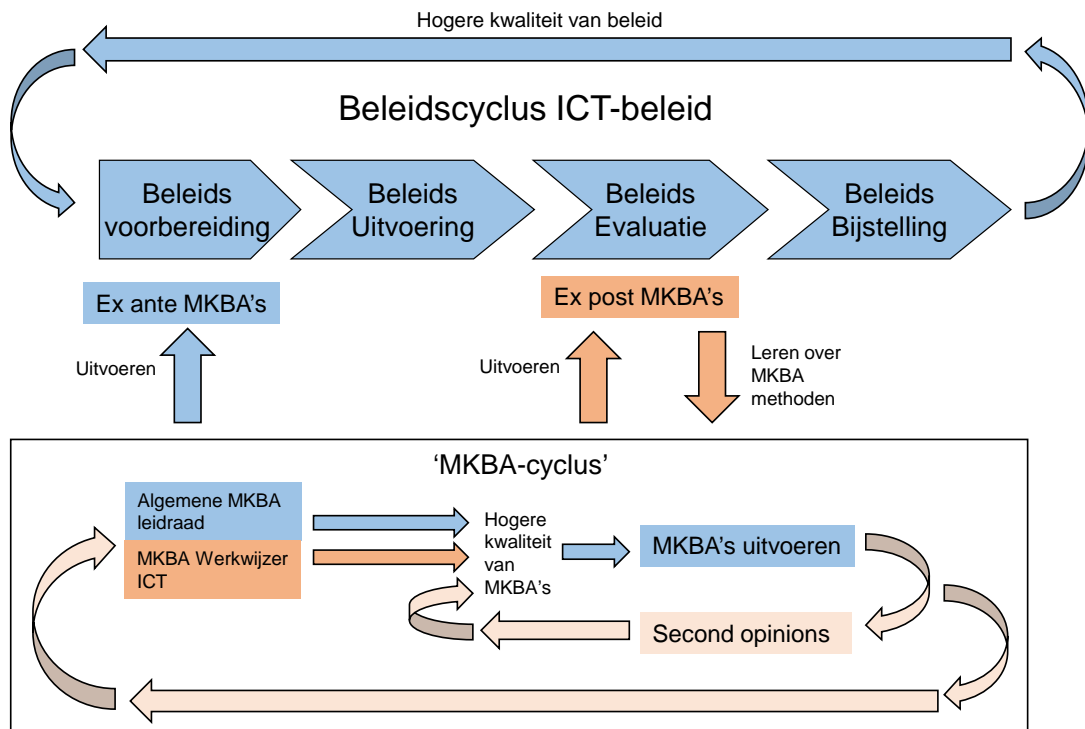 Hogere kwaliteit van beleid
Beleidscyclus ICT-beleid
Beleids
voorbereiding
Beleids
Uitvoering
Beleids
Evaluatie
Beleids
Bijstelling
Ex ante MKBA's
Ex post MKBA's
Uitvoeren
Uitvoeren
Leren over
MKBA
methoden
‘MKBA-cyclus’
Algemene MKBA
leidraad
MKBA Werkwijzer
ICT
Hogere
kwaliteit
van
MKBA's
MKBA's uitvoeren
Second opinions